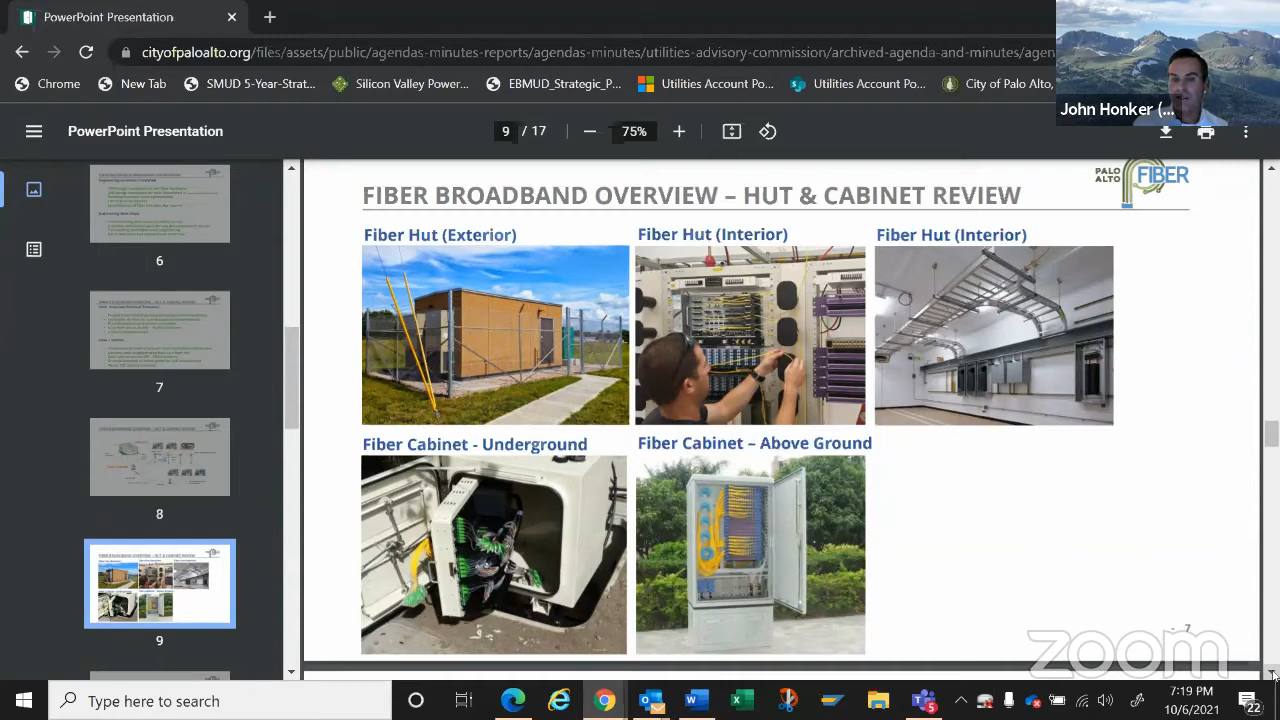 PowerPoint Presentation
cityofpaloalto.org/files/assets/public/agendas-minutes-reports/agendas-minutes/utilities-advisory-commission/archived-agenda-and-minutes/agen
Chrome
New Tab
SMUD 5-Year-Strat...
Silicon Valley Power...
EBMUD_Strategic_P...
Utilities Account Po...
Utilities Account Po...
City of Palo Alto,
John Honker (...
PowerPoint Presentation
9 / 17
75%
FIBER BROADBAND OVERVIEW – HUT & CABINET REVIEW
PALO ALTO FIBER
Fiber Hut (Exterior)
Fiber Hut (Interior)
Fiber Hut (Interior)
Fiber Cabinet - Underground
Fiber Cabinet – Above Ground
6
7
8
9
- 7
zoom
Type here to search
5
7:19 PM
10/6/2021
22